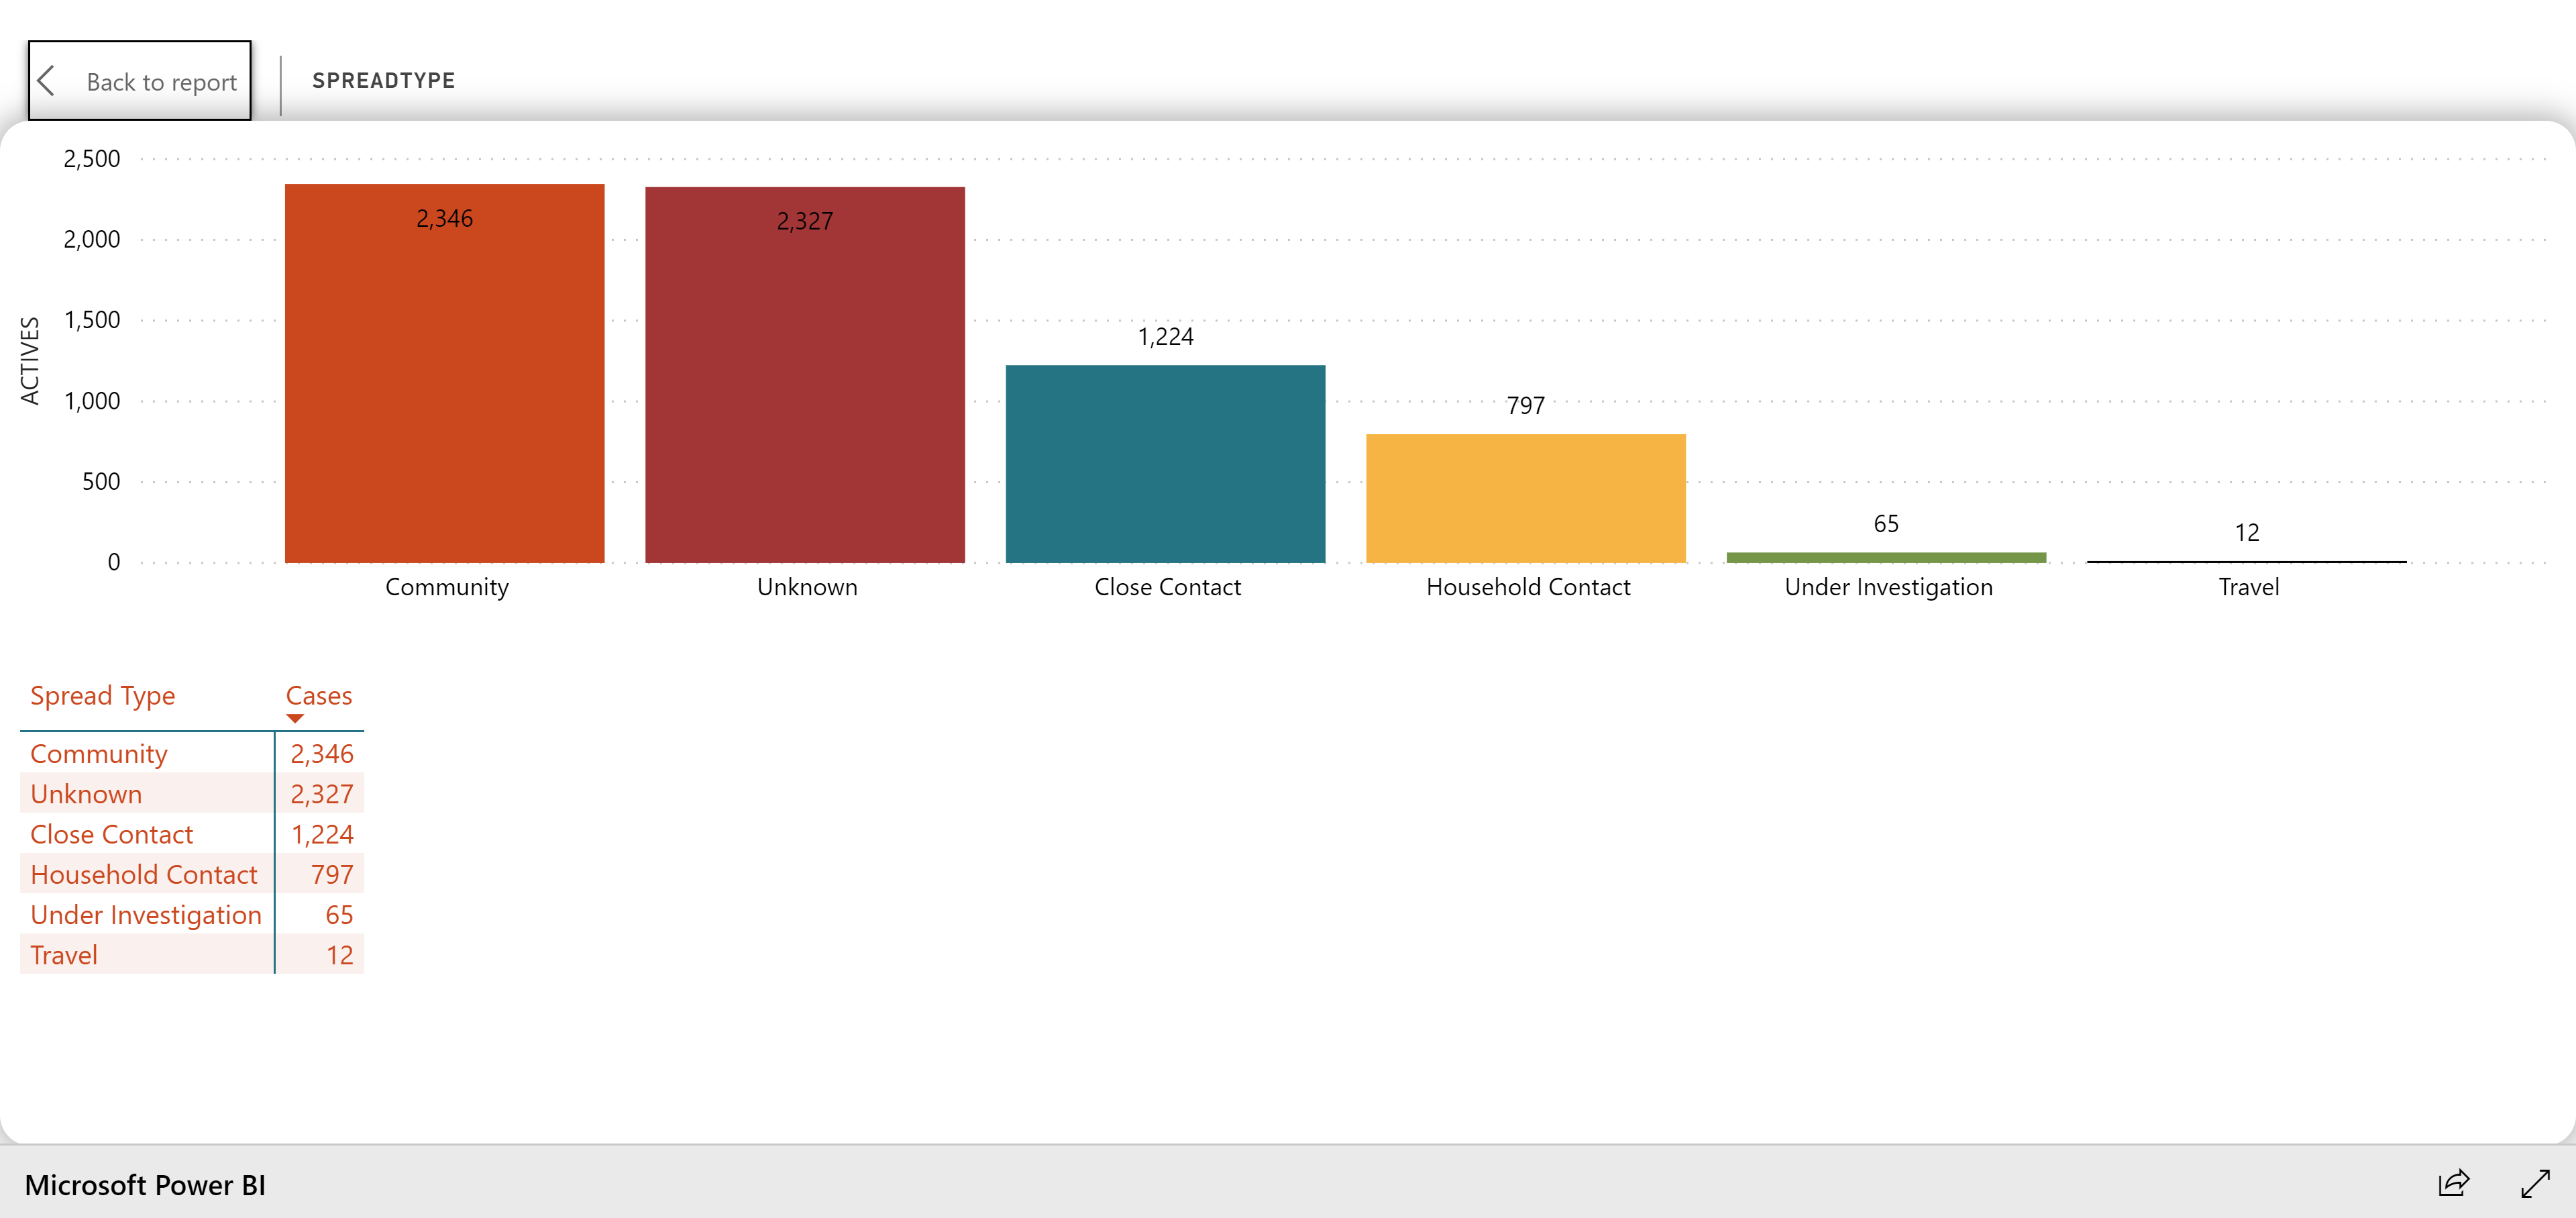 Back to report
SPREADTYPE
ACTIVES
2,500
2,000
1,500
1,000
500
0
2,346
2,327
1,224
797
65
12
Community
Unknown
Close Contact
Household Contact
Under Investigation
Travel
Spread Type Cases
Community 2,346
Unknown 2,327
Close Contact 1,224
Household Contact 797
Under Investigation 65
Travel 12
Microsoft Power BI